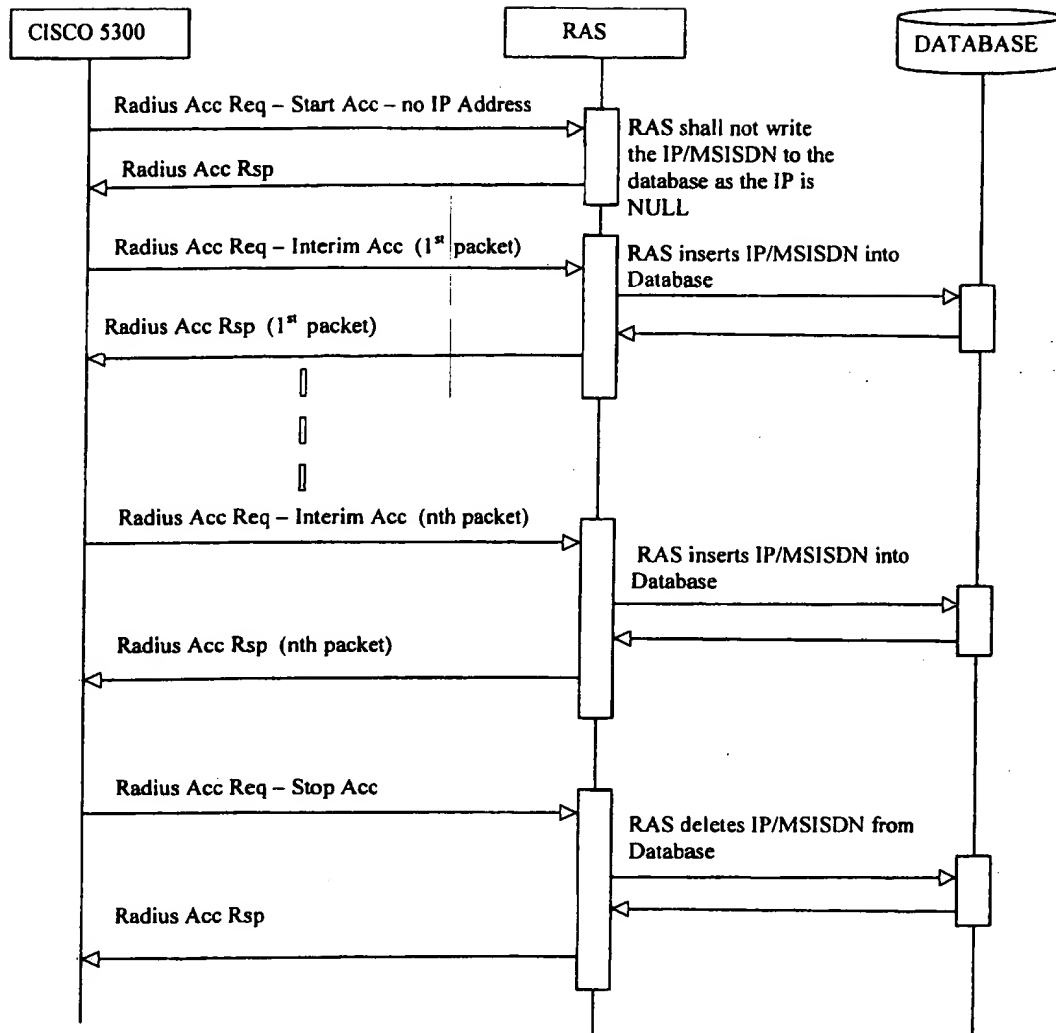 CISCO 5300
RAS
DATABASE
Radius Acc Req – Start Acc – no IP Address
RAS shall not write
the IP/MSISDN to the
database as the IP is
NULL
Radius Acc Rsp
Radius Acc Req – Interim Acc (1st packet)
RAS inserts IP/MSISDN into
Database
Radius Acc Rsp (1st packet)
Radius Acc Req – Interim Acc (nth packet)
RAS inserts IP/MSISDN into
Database
Radius Acc Rsp (nth packet)
Radius Acc Req – Stop Acc
RAS deletes IP/MSISDN from
Database
Radius Acc Rsp